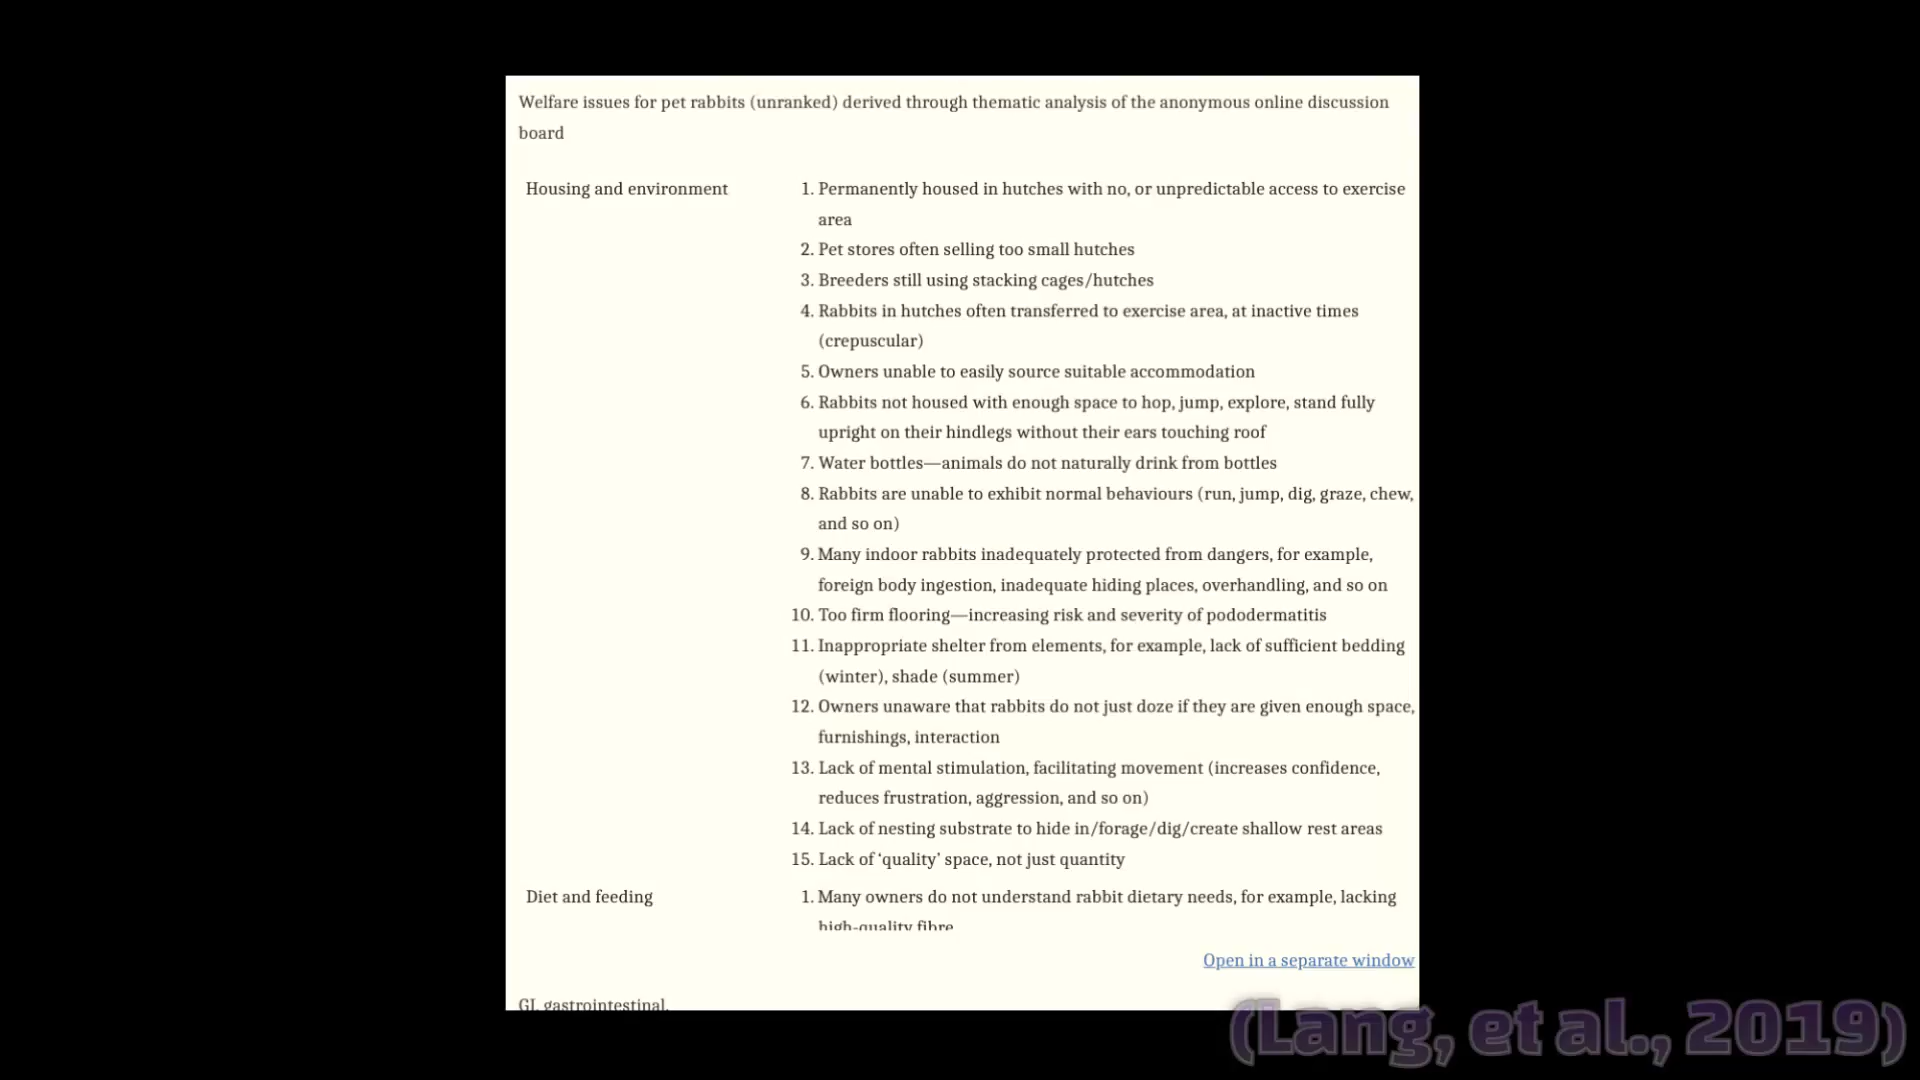 Welfare issues for pet rabbits (unranked) derived through thematic analysis of the anonymous online discussion
board
Housing and environment
1. Permanently housed in hutches with no, or unpredictable access to exercise
area
2. Pet stores often selling too small hutches
3. Breeders still using stacking cages/hutches
4. Rabbits in hutches often transferred to exercise area, at inactive times
(crepuscular)
5. Owners unable to easily source suitable accommodation
6. Rabbits not housed with enough space to hop, jump, explore, stand fully
upright on their hindlegs without their ears touching roof
7. Water bottles—animals do not naturally drink from bottles
8. Rabbits are unable to exhibit normal behaviours (run, jump, dig, graze, chew,
and so on)
9. Many indoor rabbits inadequately protected from dangers, for example,
foreign body ingestion, inadequate hiding places, overhandling, and so on
10. Too firm flooring—increasing risk and severity of pododermatitis
11. Inappropriate shelter from elements, for example, lack of sufficient bedding
(winter), shade (summer)
12. Owners unaware that rabbits do not just doze if they are given enough space,
furnishings, interaction
13. Lack of mental stimulation, facilitating movement (increases confidence,
reduces frustration, aggression, and so on)
14. Lack of nesting substrate to hide in/forage/dig/create shallow rest areas
15. Lack of ‘quality’ space, not just quantity
Diet and feeding
1. Many owners do not understand rabbit dietary needs, for example, lacking
high-quality fibre
Open in a separate window
GI, gastrointestinal.
(Lang, et al., 2019)